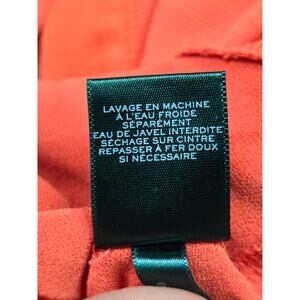 LAVAGE EN MACHINE
À L'EAU FROIDE
SÉPARÉMENT
EAU DE JAVEL INTERDITE
SÉCHAGE SUR CINTRE
REPASSER À FER DOUX
SI NÉCESSAIRE